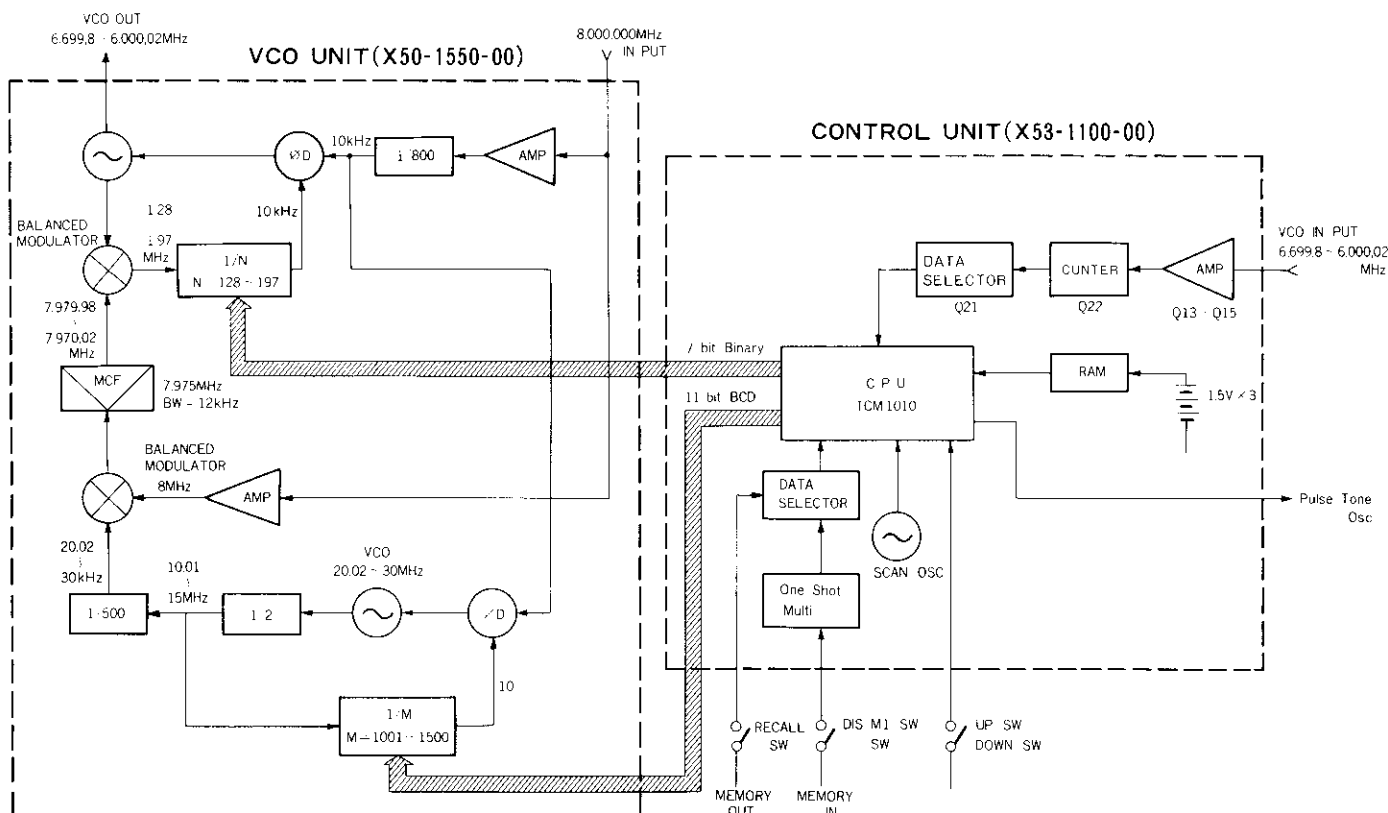 VCO OUT
6.699,8 - 6.000,02MHz
VCO UNIT(X50-1550-00)
8.000.000MHz
IN PUT
CONTROL UNIT(X53-1100-00)
∅D
10kHz
1 800
AMP
10kHz
1.28
1.97
MHz
BALANCED
MODULATOR
1/N
N 128 ~ 197
7.979.98
7.970,02
MHz
MCF
7.975MHz
BW - 12kHz
BALANCED
MODULATOR
8MHz
AMP
20.02
30kHz
10.01
15MHz
VCO
20.02 ~ 30MHz
1·500
1 2
/D
10
1/M
M=1001 ~ 1500
DATA
SELECTOR
Q21
CUNTER
Q22
AMP
Q13 - Q15
VCO IN PUT
6.699,8 ~ 6.000,02
MHz
7 bit Binary
11 bit BCD
C P U
TCM1010
RAM
1.5V×3
DATA
SELECTOR
SCAN OSC
One Shot
Multi
Pulse Tone
Osc
RECALL
SW
DIS M1 SW
SW
UP SW
DOWN SW
MEMORY
OUT
MEMORY
IN